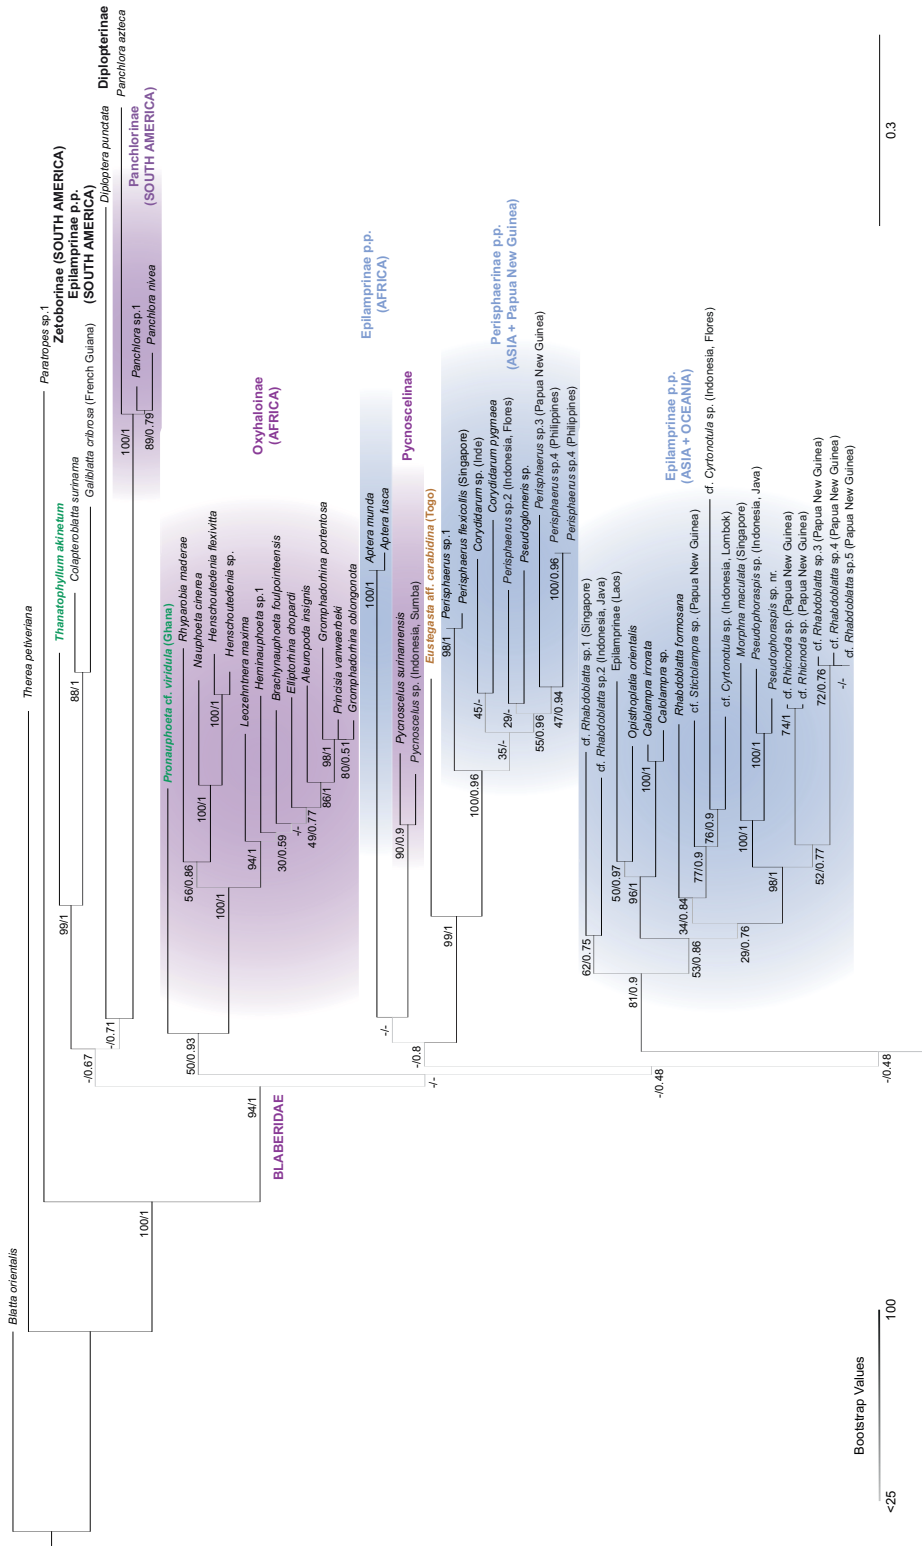 Blatta orientalis
Therea petiveriana
Paratropes sp.1
Zetoborinae (SOUTH AMERICA)
Epilamprinae p.p.
(SOUTH AMERICA)
Thanatophyllum akinetum
Colapteroblatta surinama
Galiblatta cribrosa (French Guiana)
88/1
99/1
-/0.67
Diploptera punctata
Diplopterinae
-/0.71
Panchlora azteca
Panchlorinae
(SOUTH AMERICA)
100/1
Panchlora sp.1
Panchlora nivea
89/0.79
Pronauphoeta cf. viridula (Ghana)
Rhyparobia maderae
Nauphoeta cinerea
Henschoutedenia flexivitta
Henschoutedenia sp.
56/0.86
100/1
100/1
Leozehntnera maxima
Heminauphoeta sp.1
Brachynauphoeta foulpointeensis
Elliptorhina chopardi
Aleuropoda insignis
Gromphadorhina portentosa
Princisia vanwaerbeki
Gromphadorhina oblongonota
100/1
94/1
30/0.59
-/-
49/0.77
86/1
98/1
80/0.51
50/0.93
Oxyhaloinae
(AFRICA)
94/1
BLABERIDAE
100/1
Aptera munda
Aptera fusca
100/1
Epilamprinae p.p.
(AFRICA)
-/-
Pycnoscelus surinamensis
Pycnoscelus sp. (Indonesia, Sumba)
90/0.9
Pycnoscelinae
-/0.8
-/-
Eustegasta aff. carabidina (Togo)
99/1
Perisphaerus sp.1
Perisphaerus flexicollis (Singapore)
98/1
Corydidarum sp. (Inde)
Corydidarum pygmaea
45/-
100/0.96
35/-
Perisphaerus sp.2 (Indonesia, Flores)
29/-
Pseudoglomeris sp.
55/0.96
Perisphaerus sp.3 (Papua New Guinea)
Perisphaerus sp.4 (Philippines)
Perisphaerus sp.4 (Philippines)
47/0.94
100/0.96
Perisphaerinae p.p.
(ASIA + Papua New Guinea)
cf. Rhabdoblatta sp.1 (Singapore)
cf. Rhabdoblatta sp.2 (Indonesia, Java)
62/0.75
Epilamprinae (Laos)
Opisthoplatia orientalis
Calolampra irrorata
Calolampra sp.
50/0.97
96/1
100/1
81/0.9
-/0.48
Rhabdoblatta formosana
cf. Stictolampra sp. (Papua New Guinea)
cf. Cyrtonotula sp. (Indonesia, Flores)
cf. Cyrtonotula sp. (Indonesia, Lombok)
34/0.84
53/0.86
77/0.9
76/0.9
Morphna maculata (Singapore)
Pseudophoraspis sp. (Indonesia, Java)
Pseudophoraspis sp. nr.
100/1
100/1
29/0.76
98/1
cf. Rhicnoda sp. (Papua New Guinea)
cf. Rhicnoda sp. (Papua New Guinea)
74/1
cf. Rhabdoblatta sp.3 (Papua New Guinea)
cf. Rhabdoblatta sp.4 (Papua New Guinea)
cf. Rhabdoblatta sp.5 (Papua New Guinea)
52/0.77
72/0.76
-/-
Epilamprinae p.p.
(ASIA + OCEANIA)
-/0.48
Bootstrap Values
<25
100
0.3